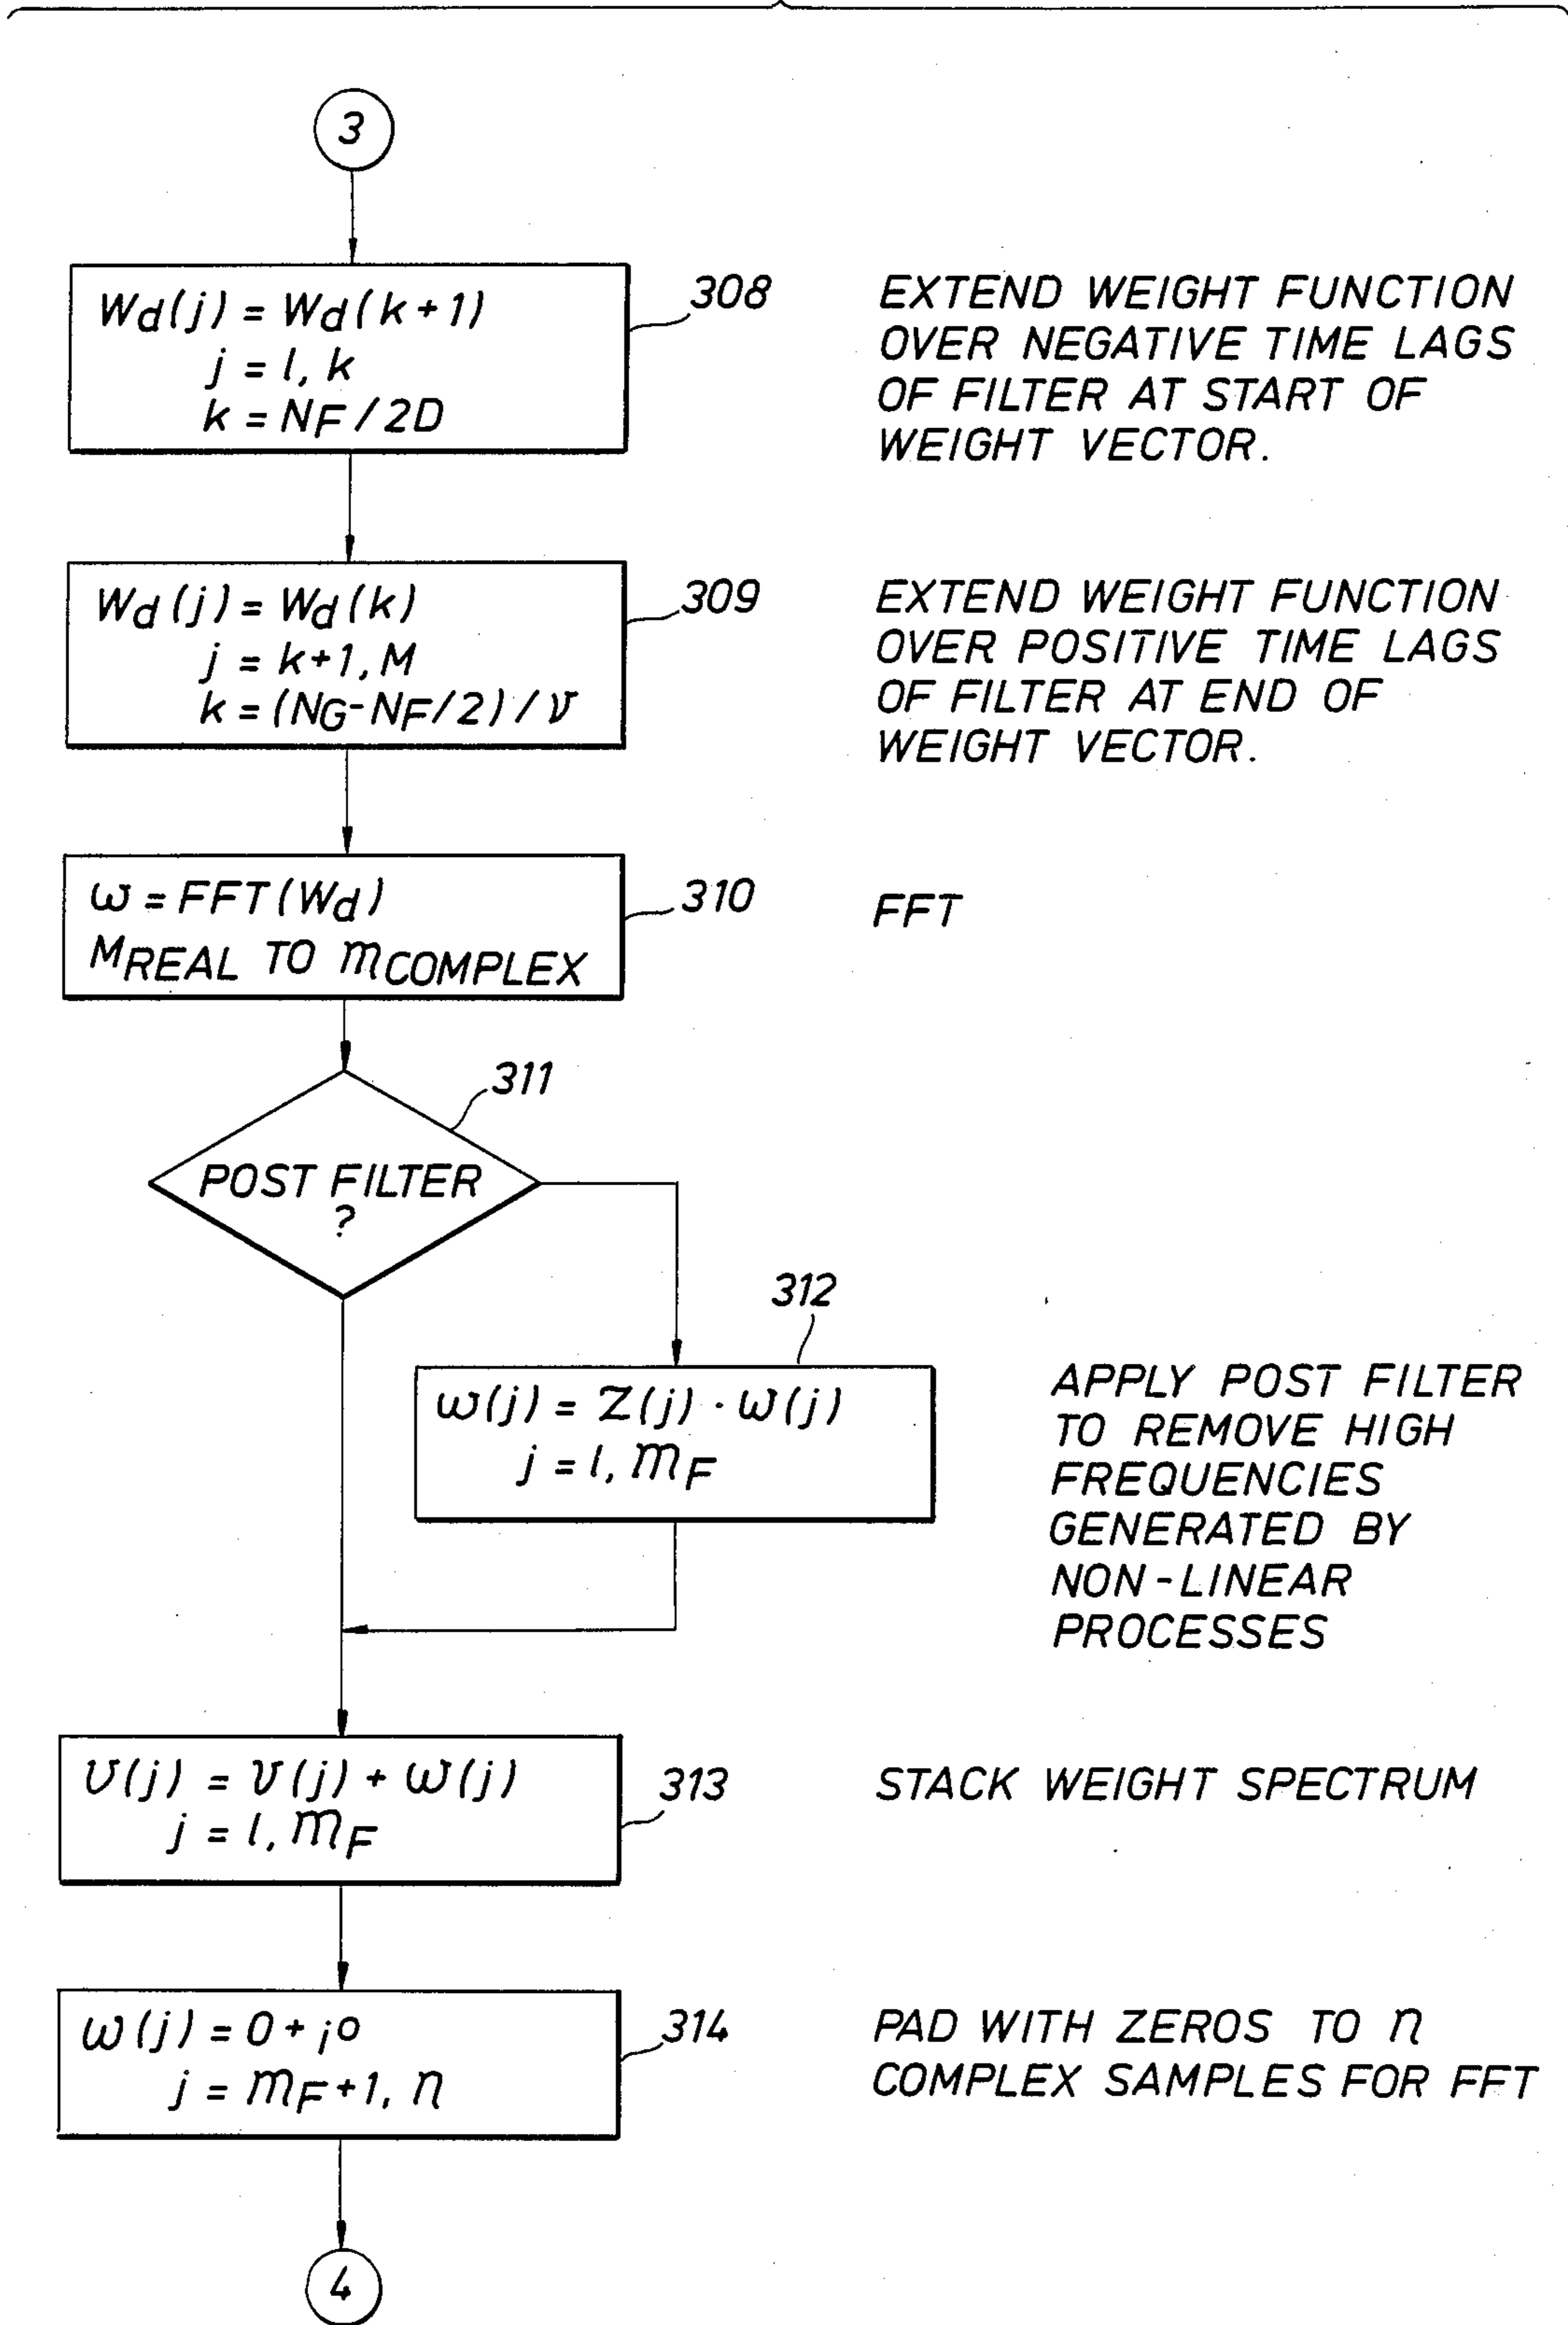 3
Wd(j) = Wd(k+1)
j = 1, k
k = NF/2D
308
EXTEND WEIGHT FUNCTION
OVER NEGATIVE TIME LAGS
OF FILTER AT START OF
WEIGHT VECTOR.
Wd(j) = Wd(k)
j = k+1, M
k = (NG-NF/2)/ν
309
EXTEND WEIGHT FUNCTION
OVER POSITIVE TIME LAGS
OF FILTER AT END OF
WEIGHT VECTOR.
ω = FFT(Wd)
MREAL TO mCOMPLEX
310
FFT
311
POST FILTER
?
312
ω(j) = Z(j) · ω(j)
j = 1, mF
APPLY POST FILTER
TO REMOVE HIGH
FREQUENCIES
GENERATED BY
NON-LINEAR
PROCESSES
υ(j) = υ(j) + ω(j)
j = 1, mF
313
STACK WEIGHT SPECTRUM
ω(j) = 0 + i0
j = mF+1, η
314
PAD WITH ZEROS TO η
COMPLEX SAMPLES FOR FFT
4